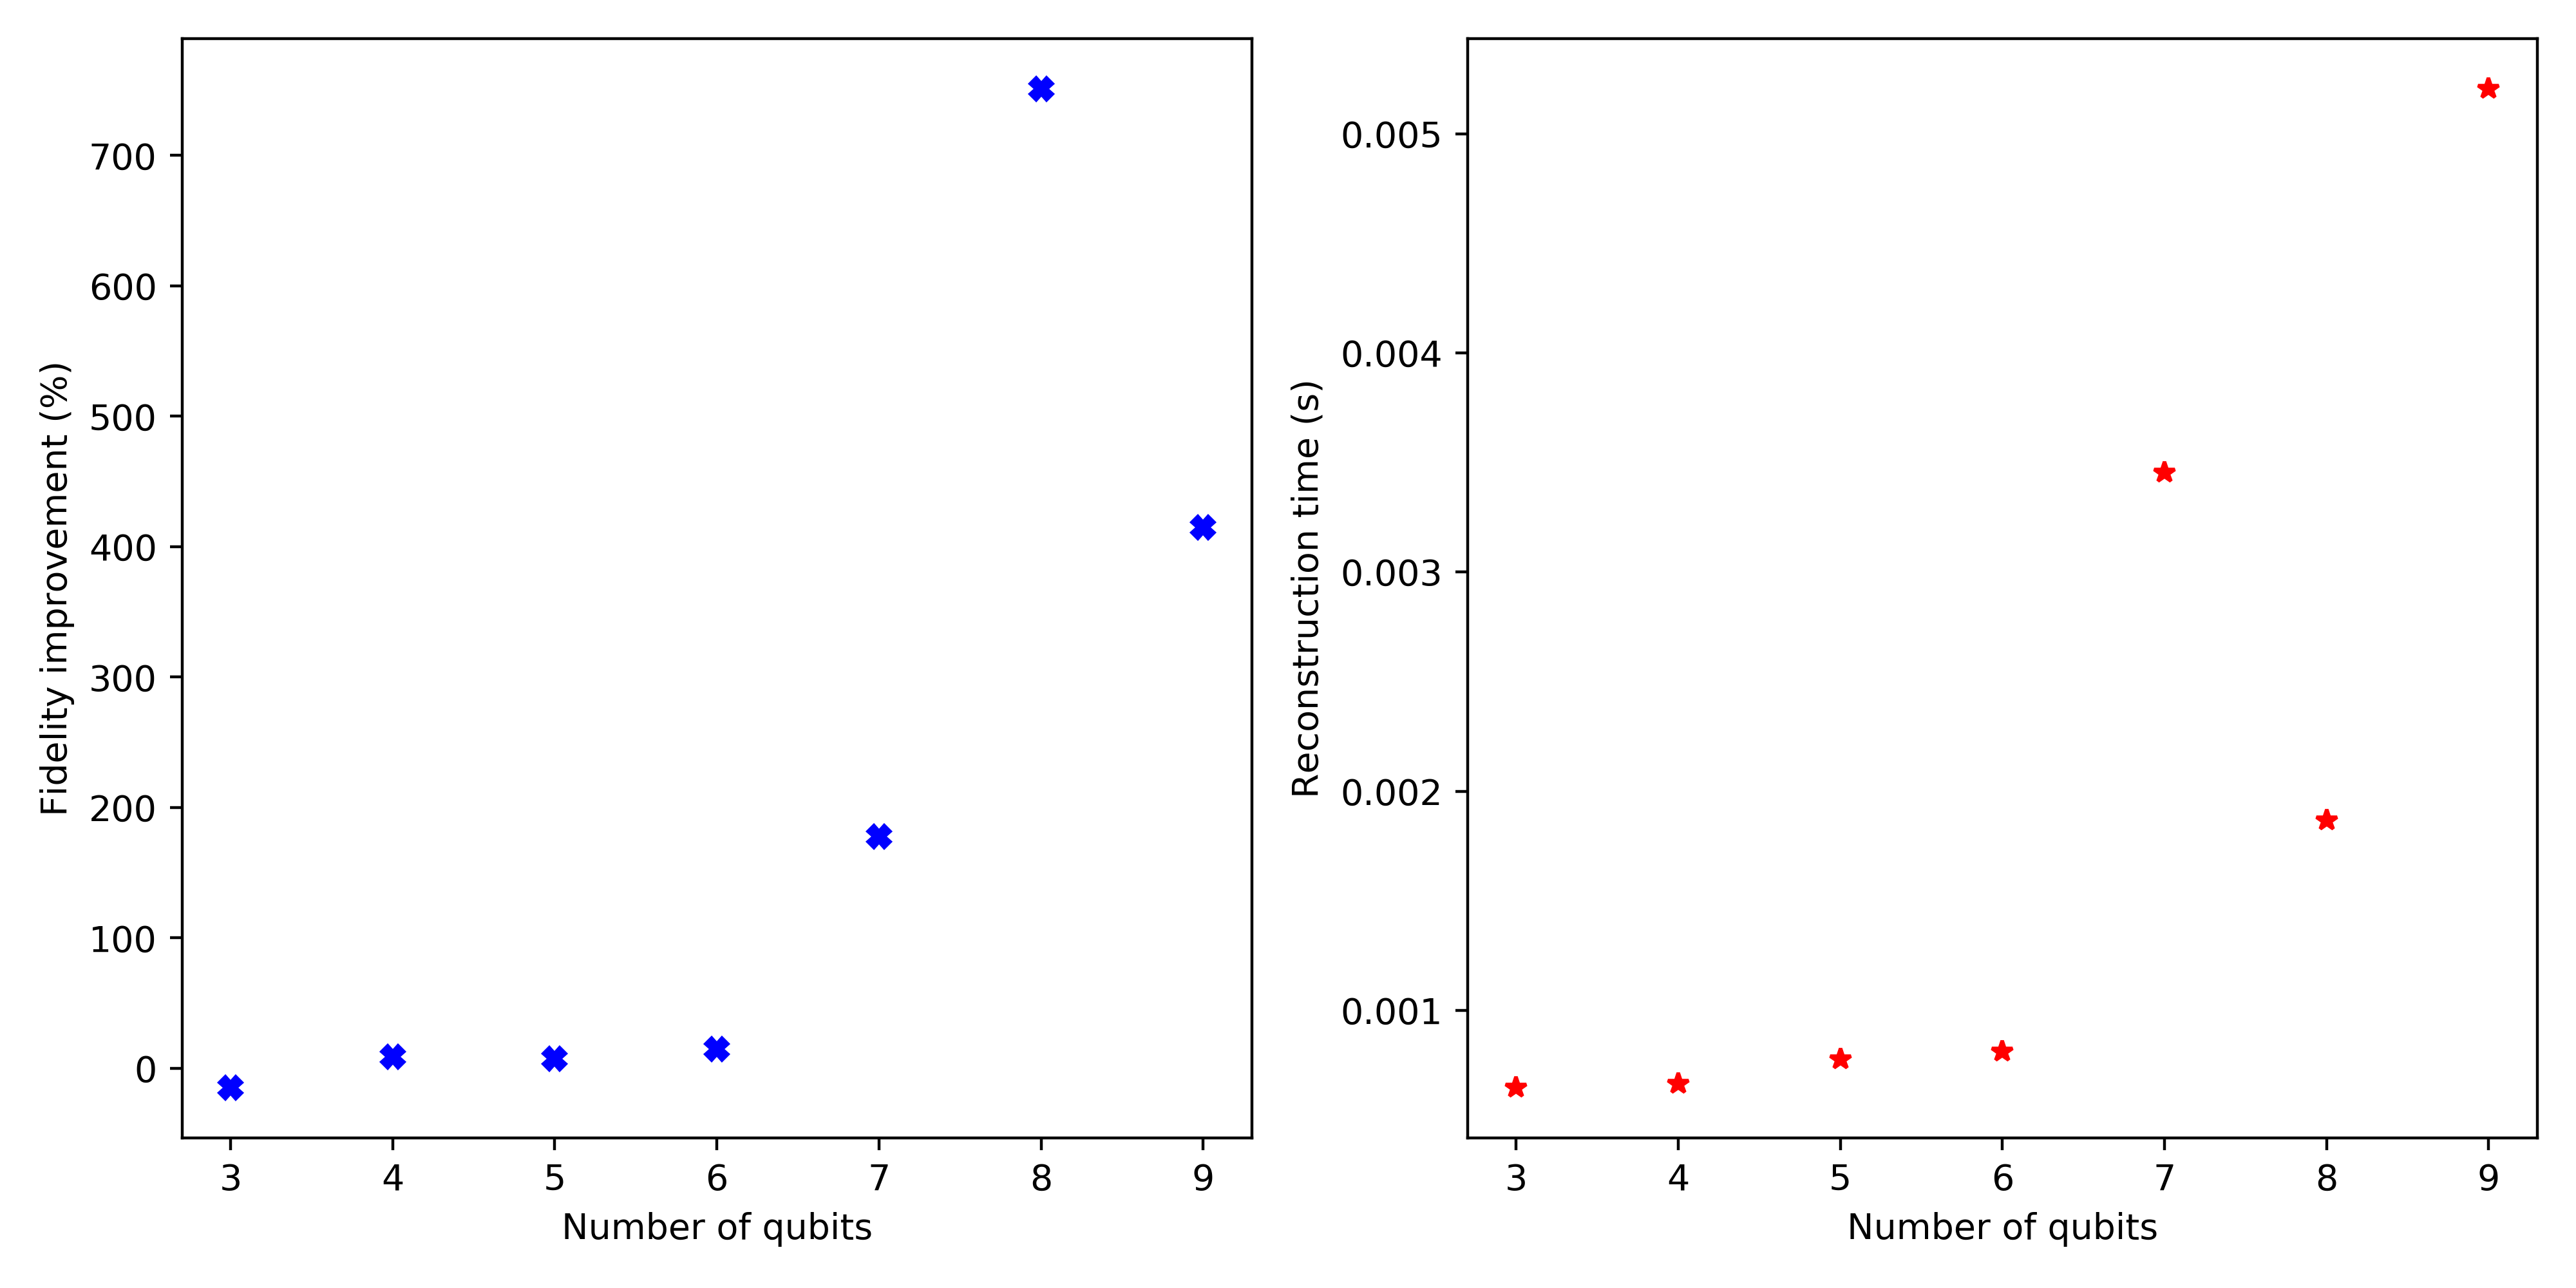 Fidelity improvement (%)
700
600
500
400
300
200
100
0
3 4 5 6 7 8 9
Number of qubits
Reconstruction time (s)
0.005
0.004
0.003
0.002
0.001
3 4 5 6 7 8 9
Number of qubits